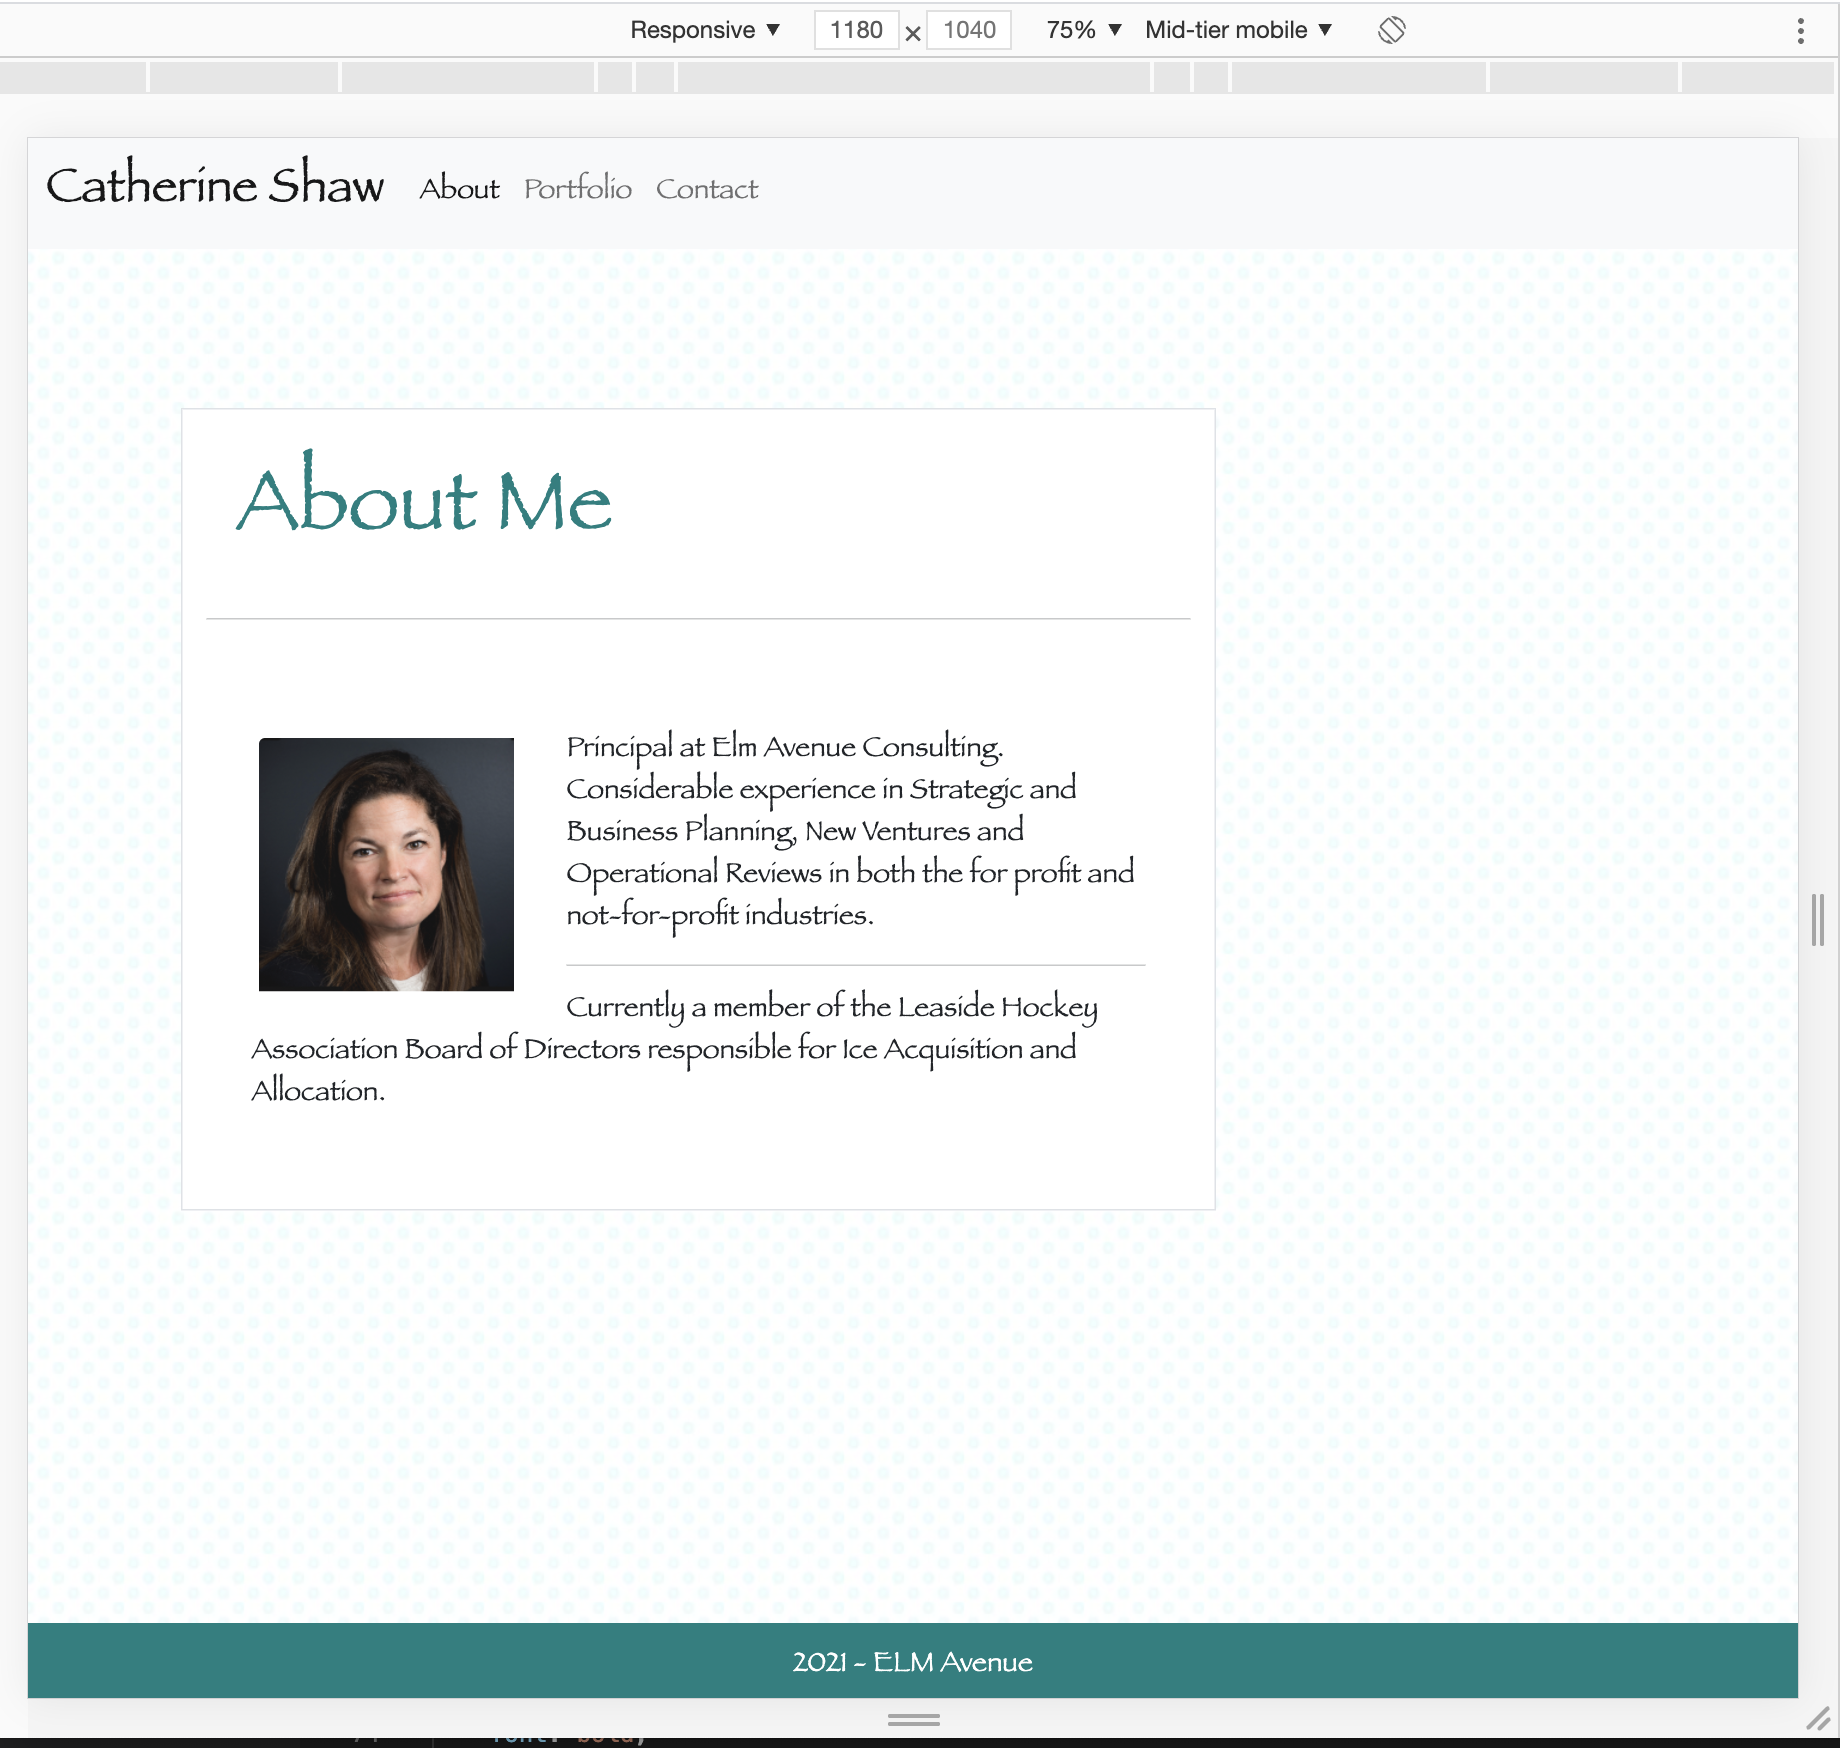 Responsive ▼ 1180 × 1040 75% ▼ Mid-tier mobile ▼
Catherine Shaw About Portfolio Contact
About Me
Principal at Elm Avenue Consulting.
Considerable experience in Strategic and
Business Planning, New Ventures and
Operational Reviews in both the for profit and
not-for-profit industries.
Currently a member of the Leaside Hockey
Association Board of Directors responsible for Ice Acquisition and
Allocation.
2021 - ELM Avenue